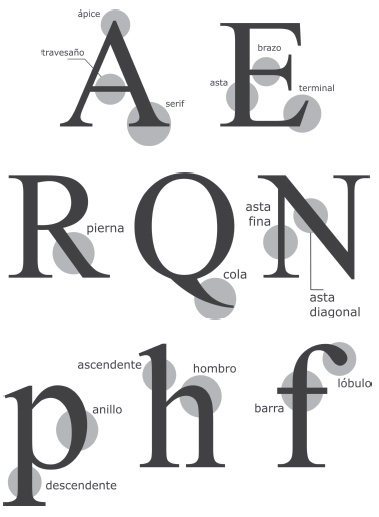 ápice
travesaño
serif
A
brazo
asta
terminal
E
R
pierna
Q
cola
asta
fina
N
asta
diagonal
ascendente
hombro
lóbulo
anillo
barra
p
h
f
descendente